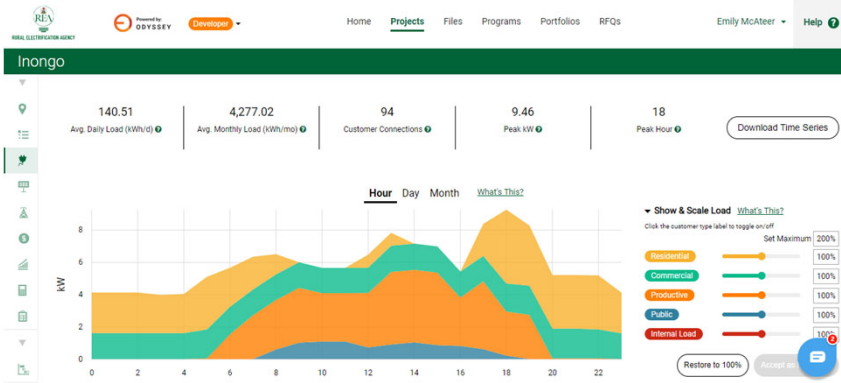 REA
RURAL ELECTRIFICATION AGENCY
Powered by:
ODYSSEY
Developer
Home Projects Files Programs Portfolios RFQs
Emily McAteer
Help ?
Inongo
140.51
Avg. Daily Load (kWh/d) ?
4,277.02
Avg. Monthly Load (kWh/mo) ?
94
Customer Connections ?
9.46
Peak kW ?
18
Peak Hour ?
Download Time Series
Hour Day Month What's This?
kW
8
6
4
2
0
0 2 4 6 8 10 12 14 16 18 20 22
Show & Scale Load What's This?
Click the customer type label to toggle on/off
Set Maximum 200%
Residential 100%
Commercial 100%
Productive 100%
Public 100%
Internal Load 100%
2
Restore to 100% Accept as